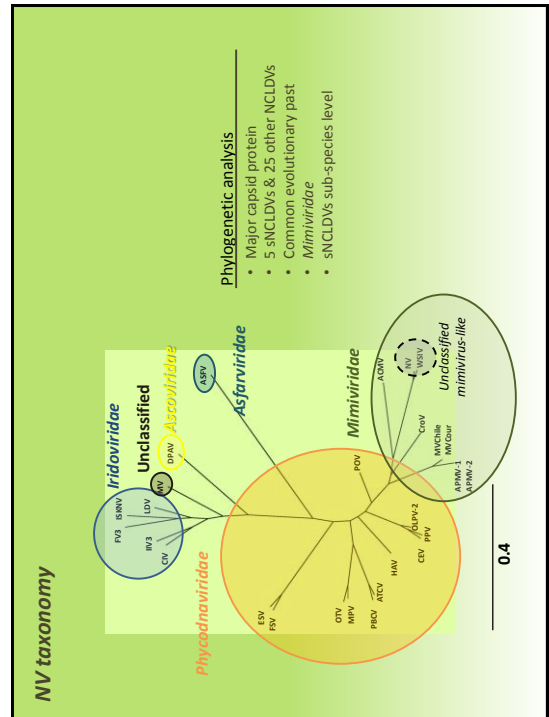 NV taxonomy
Phylogenetic analysis
• Major capsid protein
• 5 sNCLDVs & 25 other NCLDVs
• Common evolutionary past
• Mimiviridae
• sNCLDVs sub-species level
Iridoviridae
Unclassified
Ascoviridae
Asfarviridae
Mimiviridae
Phycodnaviridae
FV3
ISKNV
LDV
IIV3
CIV
MV
DPAV
ASFV
ESV
FSV
OTV
MPV
PBCV
ATCV
HAV
CEV
PPV
OLPV-2
POV
ACMV
NV
WSIV
Unclassified
mimivirus-like
CroV
MVChile
MVCour
APMV-1
APMV-2
0.4